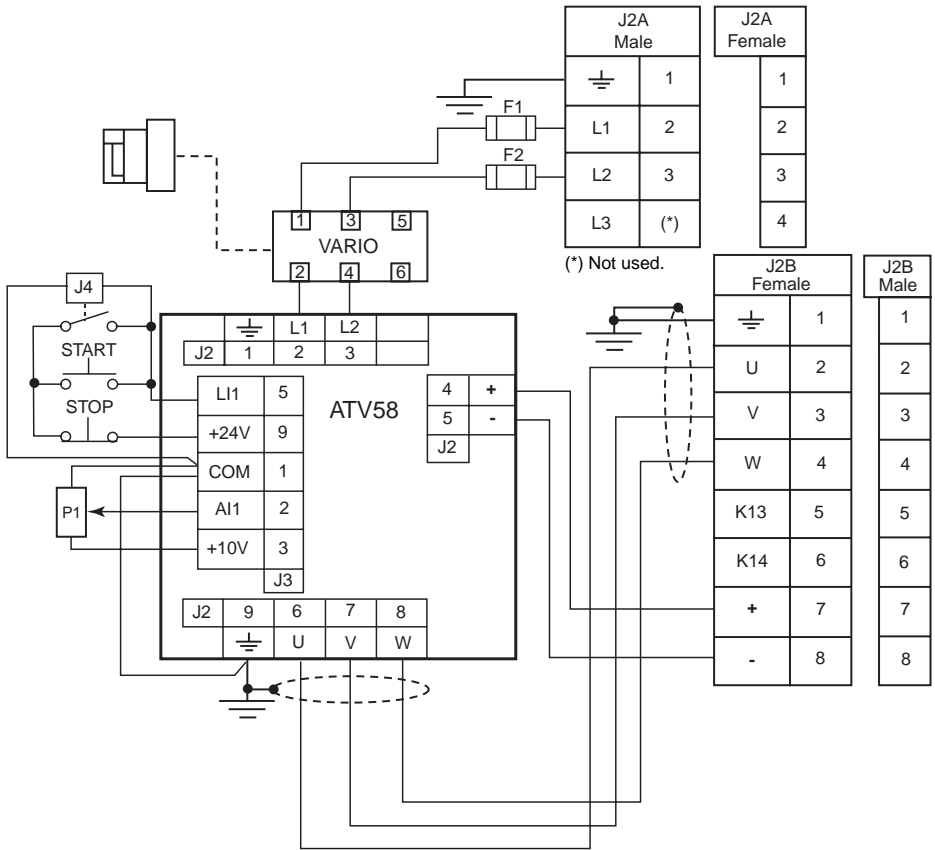 J2A
Male
⏚ 1
L1 2
L2 3
L3 (*)
(*) Not used.
J2A
Female
1
2
3
4
F1
F2
1 3 5
VARIO
2 4 6
J2B
Female
⏚ 1
U 2
V 3
W 4
K13 5
K14 6
+ 7
- 8
J2B
Male
1
2
3
4
5
6
7
8
J4
START
STOP
P1
⏚ L1 L2
J2 1 2 3
LI1 5
+24V 9
COM 1
AI1 2
+10V 3
J3
ATV58
4 +
5 -
J2
J2 9 6 7 8
⏚ U V W